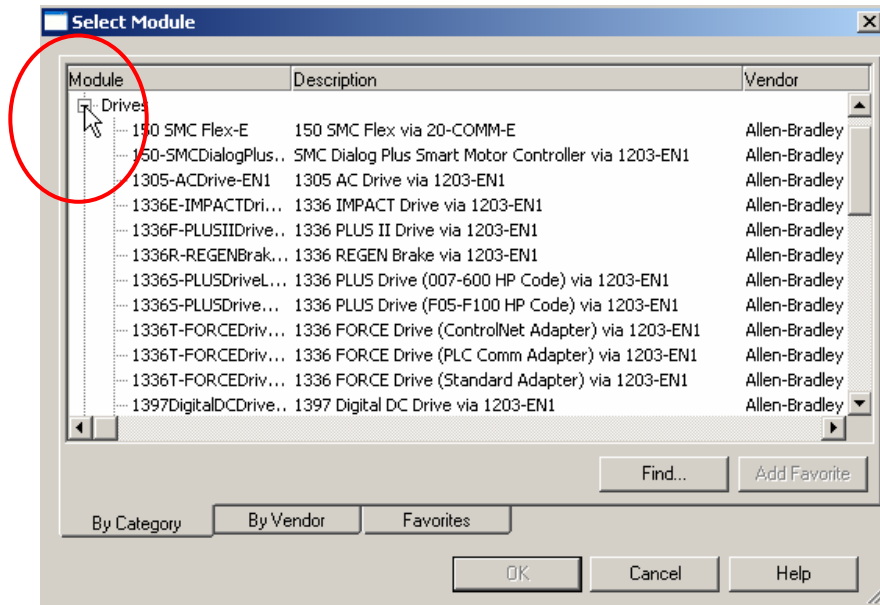 Select Module
Module Description Vendor
Drives
150 SMC Flex-E 150 SMC Flex via 20-COMM-E Allen-Bradley
150-SMCDialogPlus.. SMC Dialog Plus Smart Motor Controller via 1203-EN1 Allen-Bradley
1305-ACDrive-EN1 1305 AC Drive via 1203-EN1 Allen-Bradley
1336E-IMPACTDri... 1336 IMPACT Drive via 1203-EN1 Allen-Bradley
1336F-PLUSIIDrive.. 1336 PLUS II Drive via 1203-EN1 Allen-Bradley
1336R-REGENBrak... 1336 REGEN Brake via 1203-EN1 Allen-Bradley
1336S-PLUSDriveL... 1336 PLUS Drive (007-600 HP Code) via 1203-EN1 Allen-Bradley
1336S-PLUSDrive... 1336 PLUS Drive (F05-F100 HP Code) via 1203-EN1 Allen-Bradley
1336T-FORCEDriv... 1336 FORCE Drive (ControlNet Adapter) via 1203-EN1 Allen-Bradley
1336T-FORCEDriv... 1336 FORCE Drive (PLC Comm Adapter) via 1203-EN1 Allen-Bradley
1336T-FORCEDriv... 1336 FORCE Drive (Standard Adapter) via 1203-EN1 Allen-Bradley
1397DigitalDCDrive.. 1397 Digital DC Drive via 1203-EN1 Allen-Bradley
Find... Add Favorite
By Category By Vendor Favorites
OK Cancel Help